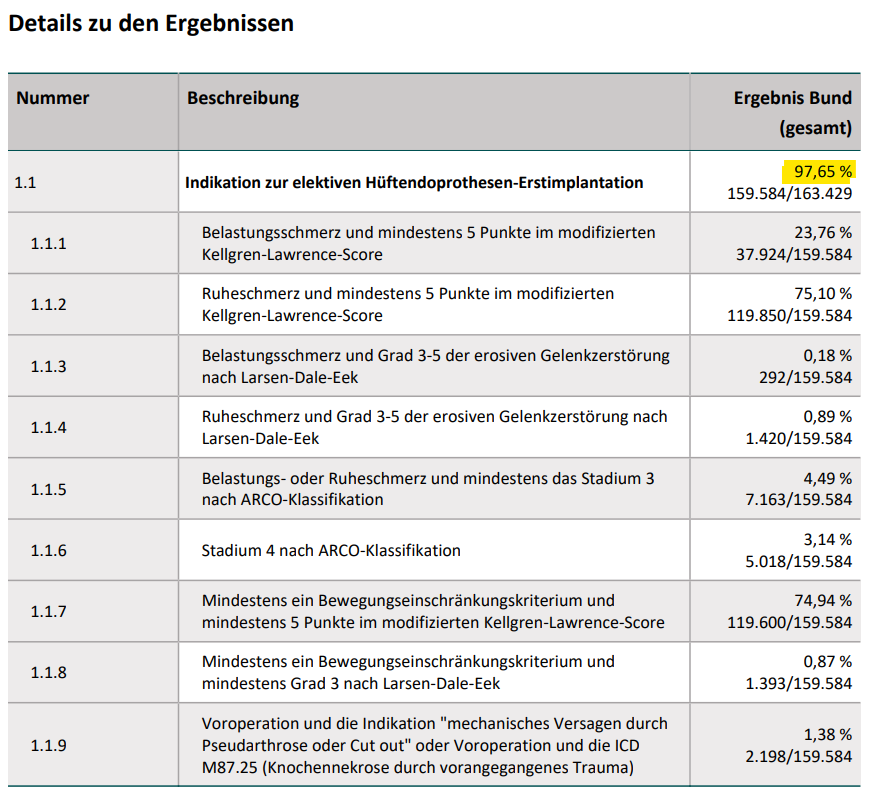 Details zu den Ergebnissen
Nummer Beschreibung Ergebnis Bund
(gesamt)
1.1 Indikation zur elektiven Hüftendoprothesen-Erstimplantation 97,65 %
159.584/163.429
1.1.1 Belastungsschmerz und mindestens 5 Punkte im modifizierten 23,76 %
Kellgren-Lawrence-Score 37.924/159.584
1.1.2 Ruheschmerz und mindestens 5 Punkte im modifizierten 75,10 %
Kellgren-Lawrence-Score 119.850/159.584
1.1.3 Belastungsschmerz und Grad 3-5 der erosiven Gelenkzerstörung 0,18 %
nach Larsen-Dale-Eek 292/159.584
1.1.4 Ruheschmerz und Grad 3-5 der erosiven Gelenkzerstörung nach 0,89 %
Larsen-Dale-Eek 1.420/159.584
1.1.5 Belastungs- oder Ruheschmerz und mindestens das Stadium 3 4,49 %
nach ARCO-Klassifikation 7.163/159.584
1.1.6 Stadium 4 nach ARCO-Klassifikation 3,14 %
5.018/159.584
1.1.7 Mindestens ein Bewegungseinschränkungskriterium und 74,94 %
mindestens 5 Punkte im modifizierten Kellgren-Lawrence-Score 119.600/159.584
1.1.8 Mindestens ein Bewegungseinschränkungskriterium und 0,87 %
mindestens Grad 3 nach Larsen-Dale-Eek 1.393/159.584
1.1.9 Voroperation und die Indikation "mechanisches Versagen durch 1,38 %
Pseudarthrose oder Cut out" oder Voroperation und die ICD 2.198/159.584
M87.25 (Knochennekrose durch vorangegangenes Trauma)